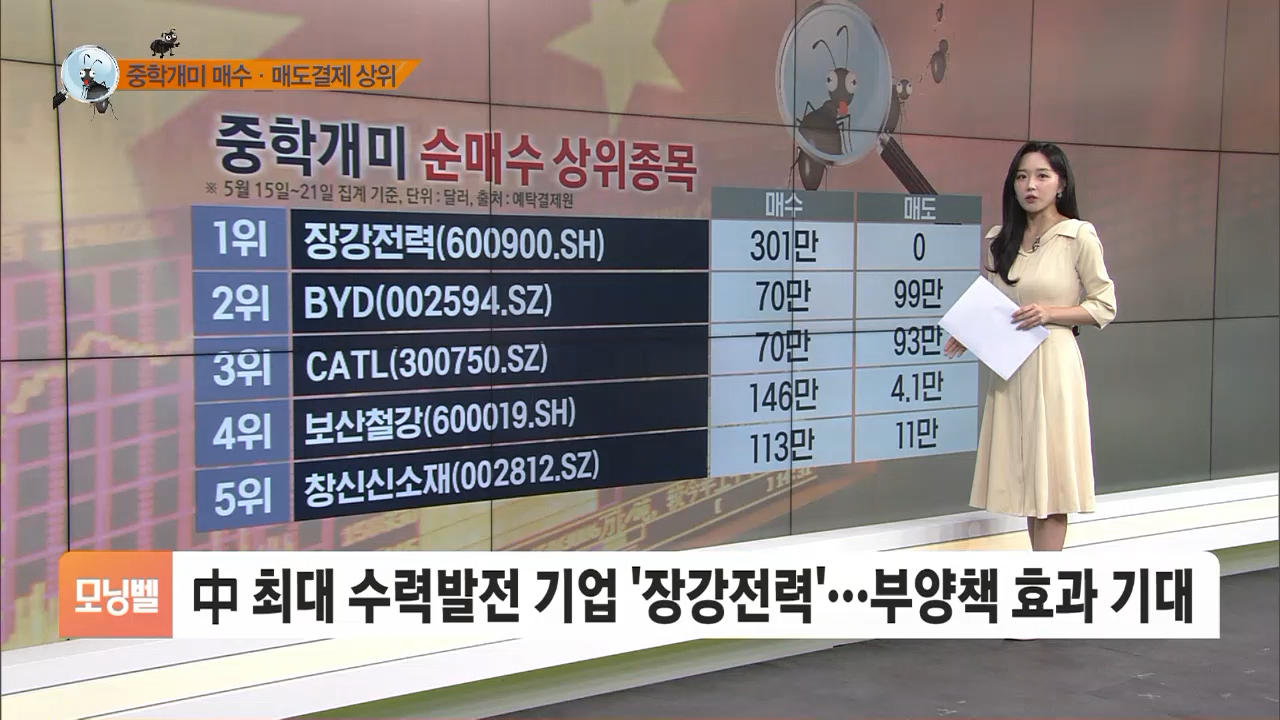 중학개미 매수·매도결제 상위
중학개미 순매수 상위종목
※ 5월 15일~21일 집계 기준, 단위 : 달러, 출처 : 예탁결제원
매수 매도
1위 장강전력(600900.SH) 301만 0
2위 BYD(002594.SZ) 70만 99만
3위 CATL(300750.SZ) 70만 93만
4위 보산철강(600019.SH) 146만 4.1만
5위 창신신소재(002812.SZ) 113만 11만
모닝벨 中 최대 수력발전 기업 '장강전력'…부양책 효과 기대